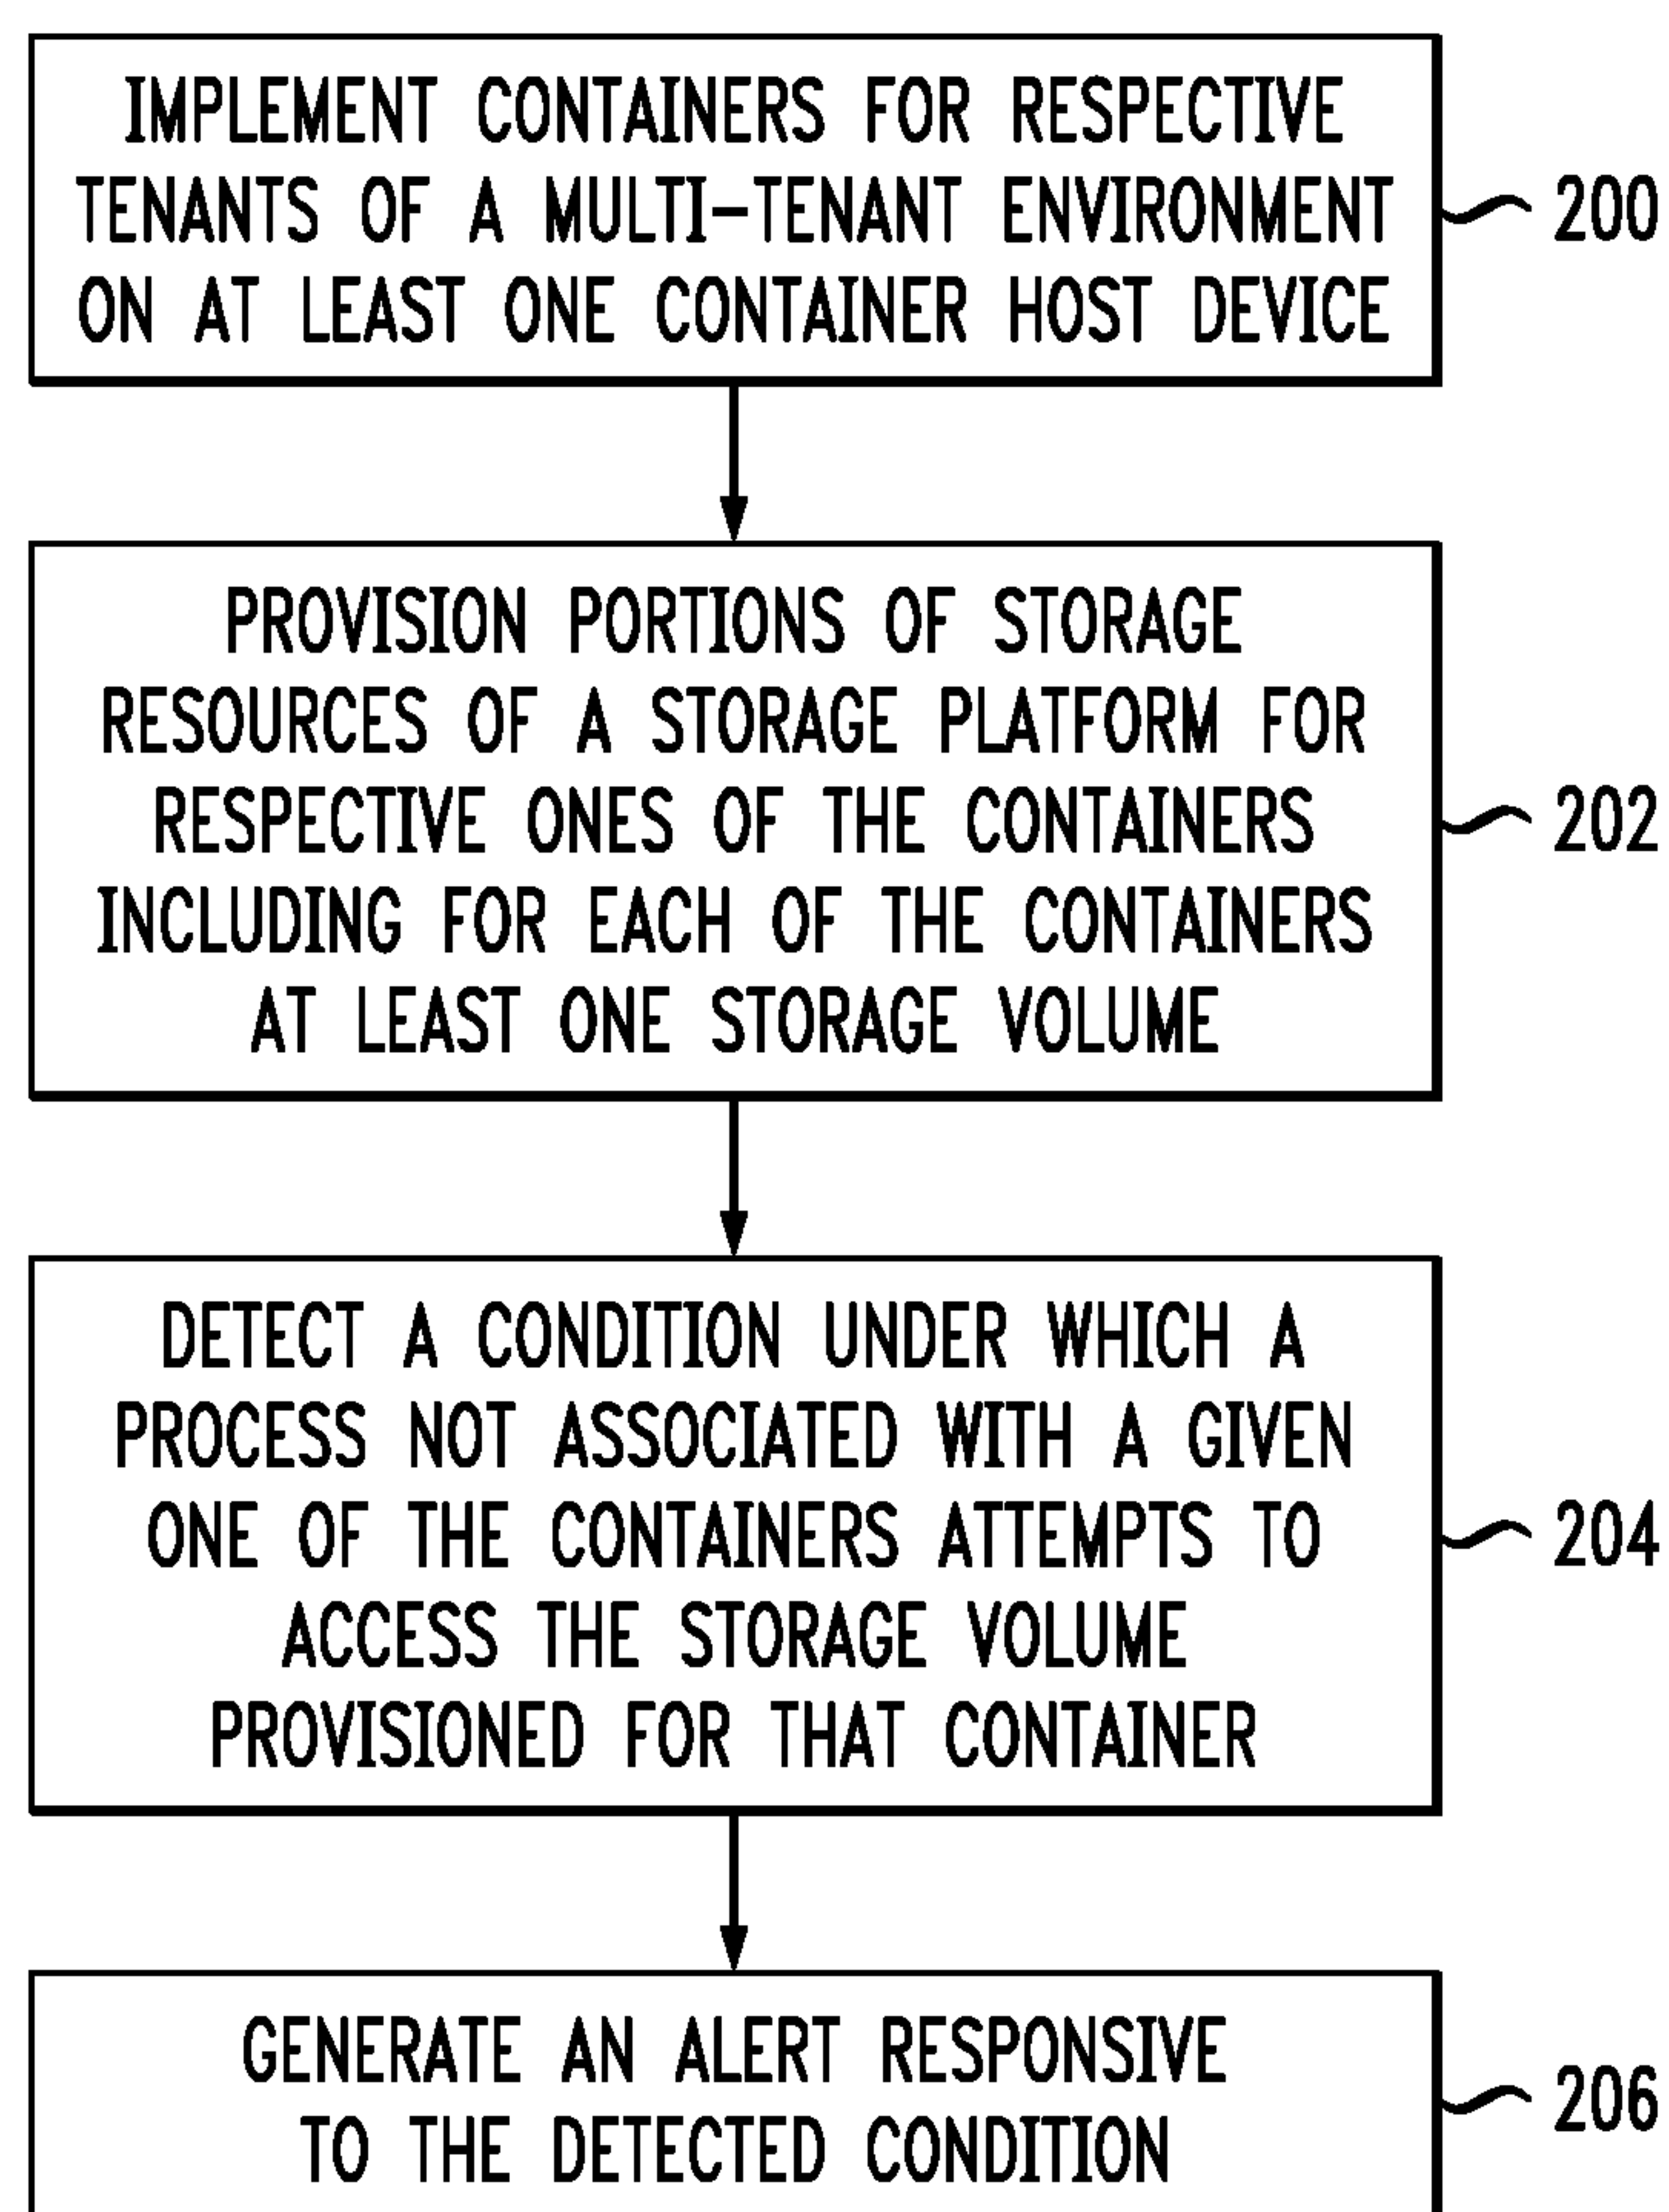 IMPLEMENT CONTAINERS FOR RESPECTIVE
TENANTS OF A MULTI-TENANT ENVIRONMENT
ON AT LEAST ONE CONTAINER HOST DEVICE
200
PROVISION PORTIONS OF STORAGE
RESOURCES OF A STORAGE PLATFORM FOR
RESPECTIVE ONES OF THE CONTAINERS
INCLUDING FOR EACH OF THE CONTAINERS
AT LEAST ONE STORAGE VOLUME
202
DETECT A CONDITION UNDER WHICH A
PROCESS NOT ASSOCIATED WITH A GIVEN
ONE OF THE CONTAINERS ATTEMPTS TO
ACCESS THE STORAGE VOLUME
PROVISIONED FOR THAT CONTAINER
204
GENERATE AN ALERT RESPONSIVE
TO THE DETECTED CONDITION
206